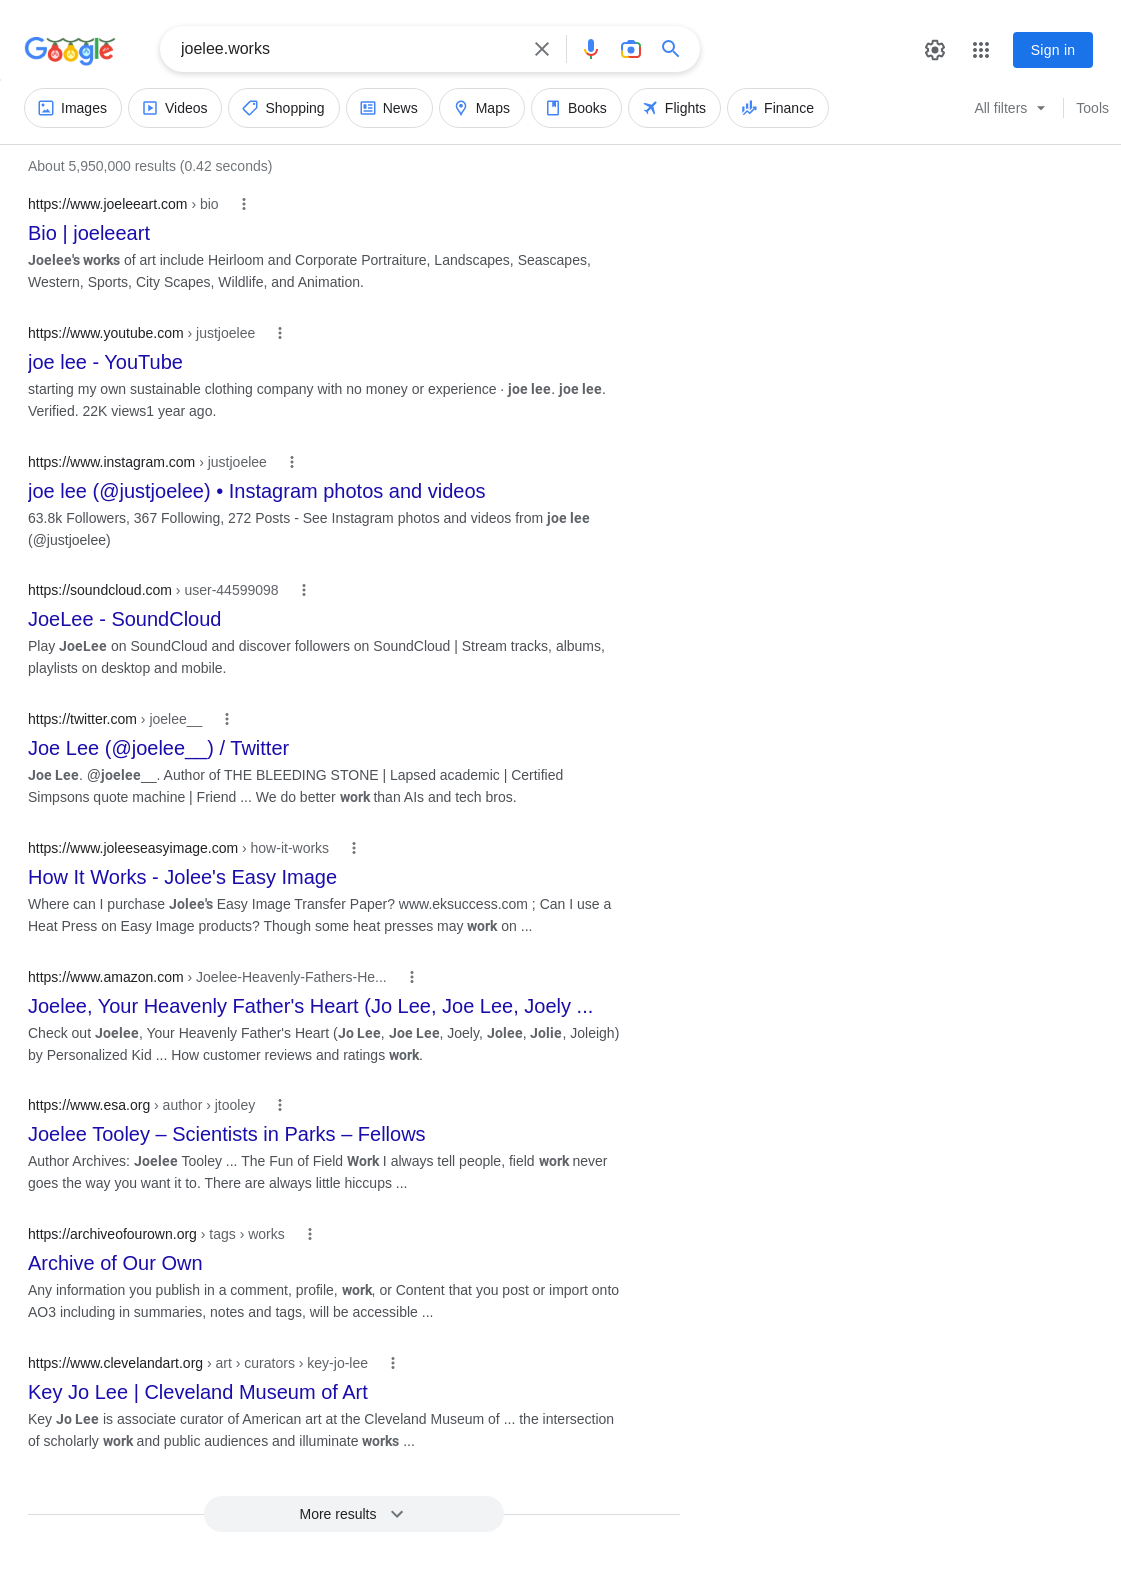 Google
joelee.works
Sign in
Images
Videos
Shopping
News
Maps
Books
Flights
Finance
All filters
Tools
About 5,950,000 results (0.42 seconds)
https://www.joeleeart.com › bio
Bio | joeleeart
Joelee's works of art include Heirloom and Corporate Portraiture, Landscapes, Seascapes,
Western, Sports, City Scapes, Wildlife, and Animation.
https://www.youtube.com › justjoelee
joe lee - YouTube
starting my own sustainable clothing company with no money or experience · joe lee. joe lee.
Verified. 22K views1 year ago.
https://www.instagram.com › justjoelee
joe lee (@justjoelee) • Instagram photos and videos
63.8k Followers, 367 Following, 272 Posts - See Instagram photos and videos from joe lee
(@justjoelee)
https://soundcloud.com › user-44599098
JoeLee - SoundCloud
Play JoeLee on SoundCloud and discover followers on SoundCloud | Stream tracks, albums,
playlists on desktop and mobile.
https://twitter.com › joelee__
Joe Lee (@joelee__) / Twitter
Joe Lee. @joelee__. Author of THE BLEEDING STONE | Lapsed academic | Certified
Simpsons quote machine | Friend ... We do better work than AIs and tech bros.
https://www.joleeseasyimage.com › how-it-works
How It Works - Jolee's Easy Image
Where can I purchase Jolee's Easy Image Transfer Paper? www.eksuccess.com ; Can I use a
Heat Press on Easy Image products? Though some heat presses may work on ...
https://www.amazon.com › Joelee-Heavenly-Fathers-He...
Joelee, Your Heavenly Father's Heart (Jo Lee, Joe Lee, Joely ...
Check out Joelee, Your Heavenly Father's Heart (Jo Lee, Joe Lee, Joely, Jolee, Jolie, Joleigh)
by Personalized Kid ... How customer reviews and ratings work.
https://www.esa.org › author › jtooley
Joelee Tooley – Scientists in Parks – Fellows
Author Archives: Joelee Tooley ... The Fun of Field Work I always tell people, field work never
goes the way you want it to. There are always little hiccups ...
https://archiveofourown.org › tags › works
Archive of Our Own
Any information you publish in a comment, profile, work, or Content that you post or import onto
AO3 including in summaries, notes and tags, will be accessible ...
https://www.clevelandart.org › art › curators › key-jo-lee
Key Jo Lee | Cleveland Museum of Art
Key Jo Lee is associate curator of American art at the Cleveland Museum of ... the intersection
of scholarly work and public audiences and illuminate works ...
More results